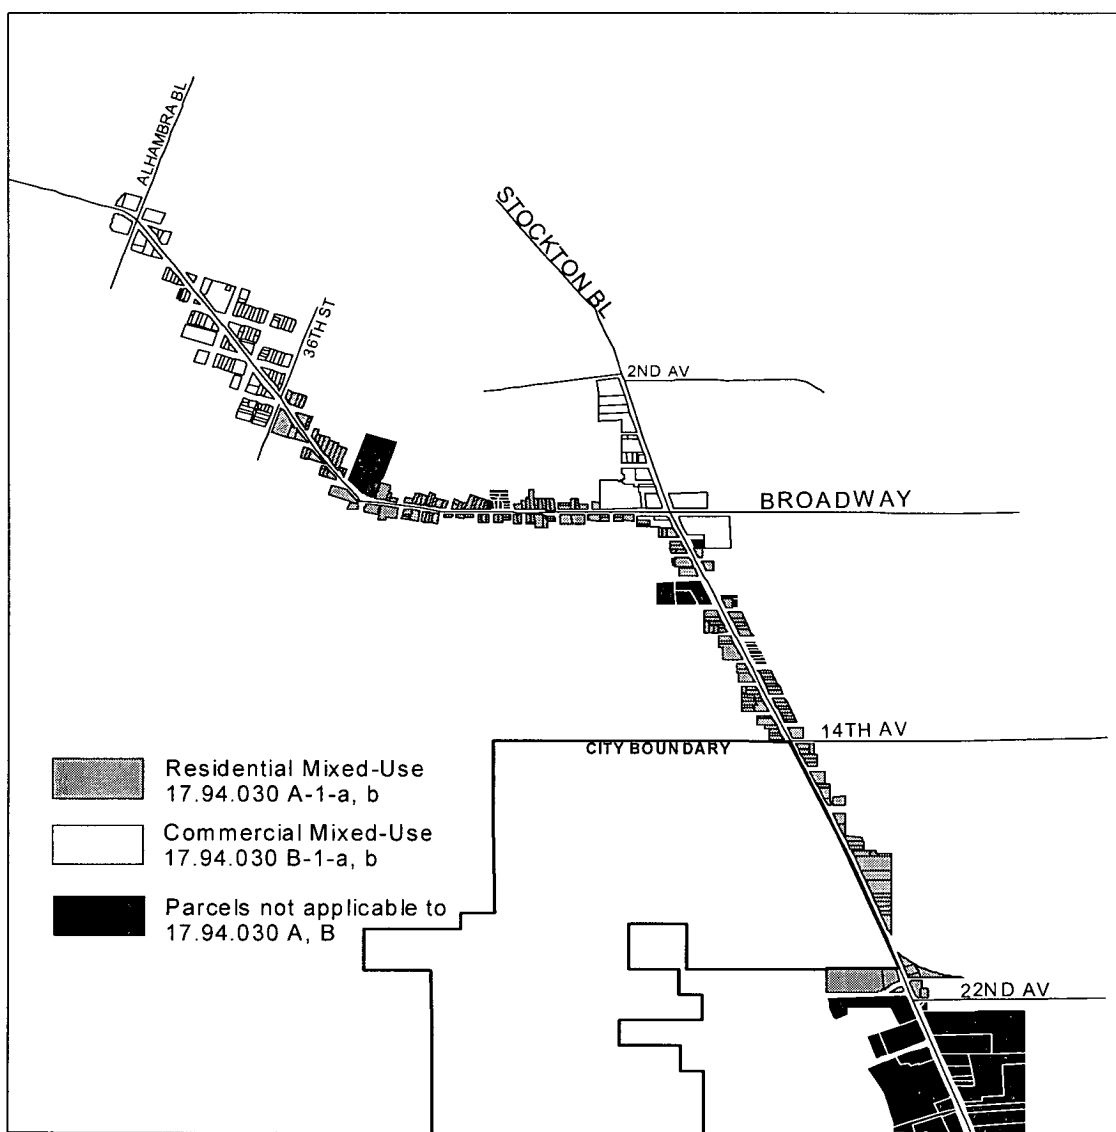 ALHAMBRA BL
STOCKTON BL
36TH ST
2ND AV
BROADWAY
14TH AV
CITY BOUNDARY
Residential Mixed-Use
17.94.030 A-1-a, b
Commercial Mixed-Use
17.94.030 B-1-a, b
Parcels not applicable to
17.94.030 A, B
22ND AV